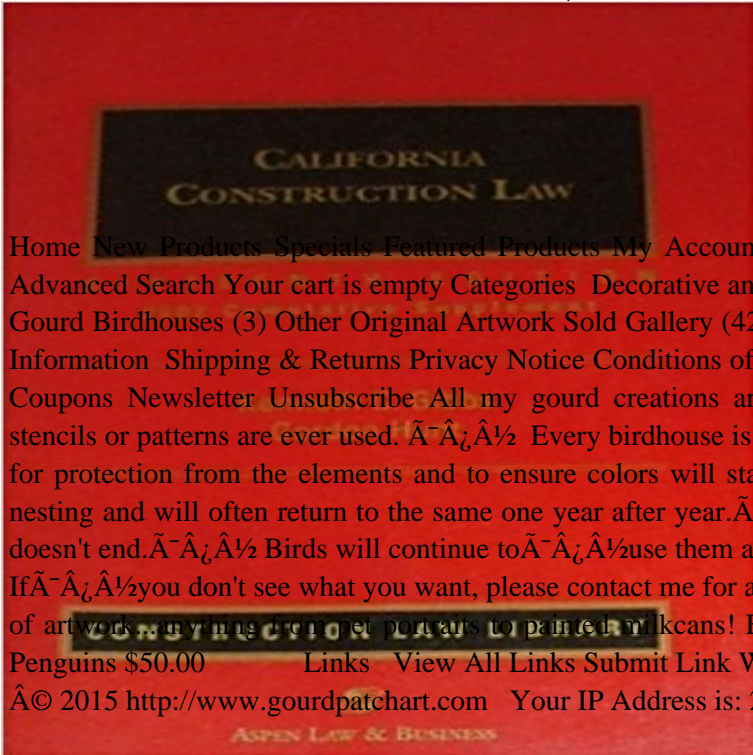 CALIFORNIA
CONSTRUCTION LAW
Home New Products Specials Featured Products My Accoun
Advanced Search Your cart is empty Categories Decorative an
Gourd Birdhouses (3) Other Original Artwork Sold Gallery (42
Information Shipping & Returns Privacy Notice Conditions of
Coupons Newsletter Unsubscribe All my gourd creations ar
stencils or patterns are ever used. Ã¯Â¿Â½ Every birdhouse is
for protection from the elements and to ensure colors will sta
nesting and will often return to the same one year after year.Ã
doesn't end.Ã¯Â¿Â½ Birds will continue toÃ¯Â¿Â½use them a
IfÃ¯Â¿Â½you don't see what you want, please contact me for a
of artwork...anything from pet portraits to painted milkcans! B
CONSTRUCTION LAW LIBRARY
Penguins $50.00 Links View All Links Submit Link W
Â© 2015 http://www.gourdpatchart.com Your IP Address is:
ASPEN LAW & BUSINESS